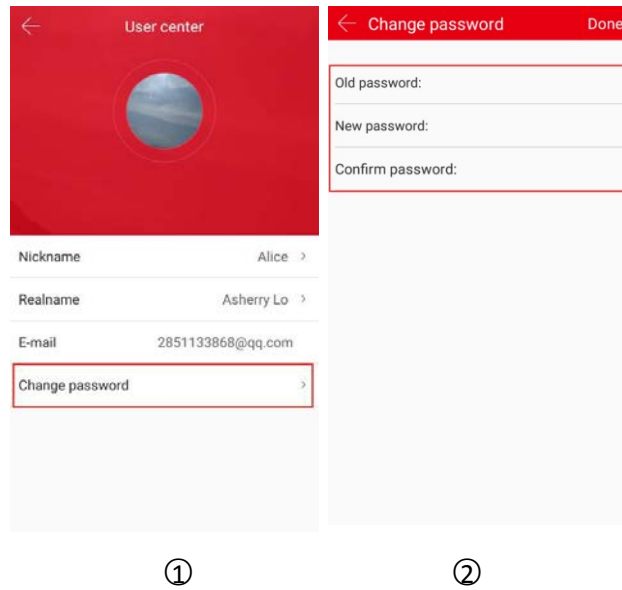 User center
Nickname Alice
Realname Asherry Lo
E-mail 2851133868@qq.com
Change password
Change password Done
Old password:
New password:
Confirm password:
① ②